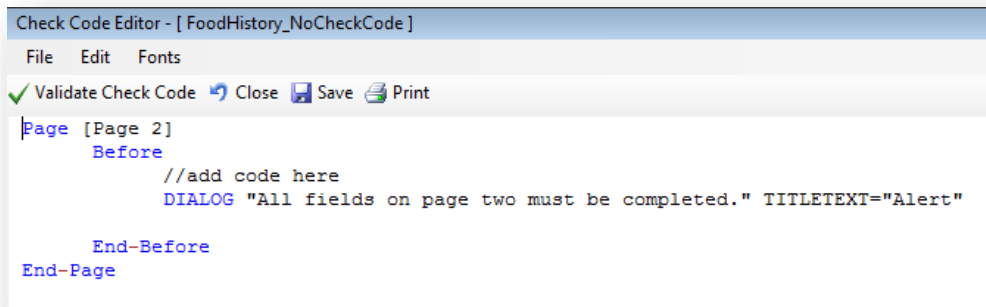 Check Code Editor - [ FoodHistory_NoCheckCode ]
File Edit Fonts
Validate Check Code Close Save Print
Page [Page 2]
Before
//add code here
DIALOG "All fields on page two must be completed." TITLETEXT="Alert"
End-Before
End-Page